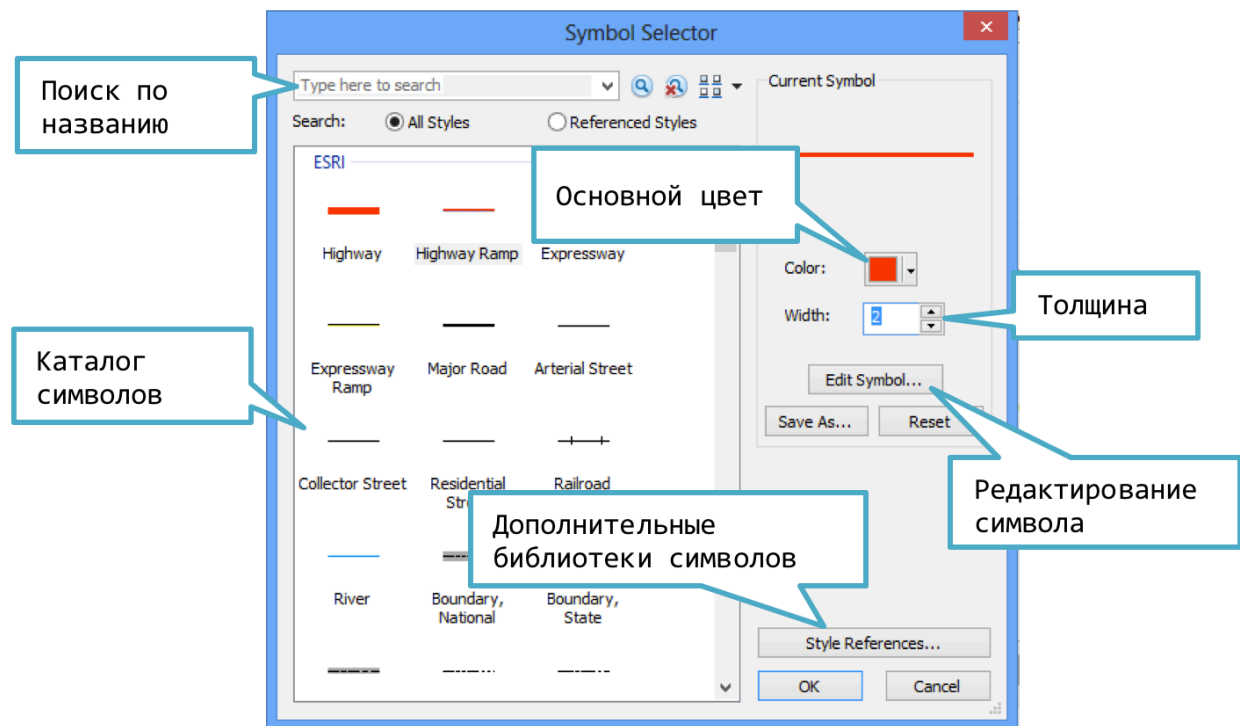 Symbol Selector
Поиск по
названию
Type here to search
Search:
All Styles
Referenced Styles
Current Symbol
ESRI
Основной цвет
Highway
Highway Ramp
Expressway
Color:
Width:
2
Толщина
Каталог
символов
Expressway
Ramp
Major Road
Arterial Street
Edit Symbol...
Save As...
Reset
Collector Street
Residential
Railroad
Редактирование
символа
Дополнительные
библиотеки символов
River
Boundary,
National
Boundary,
State
Style References...
OK
Cancel